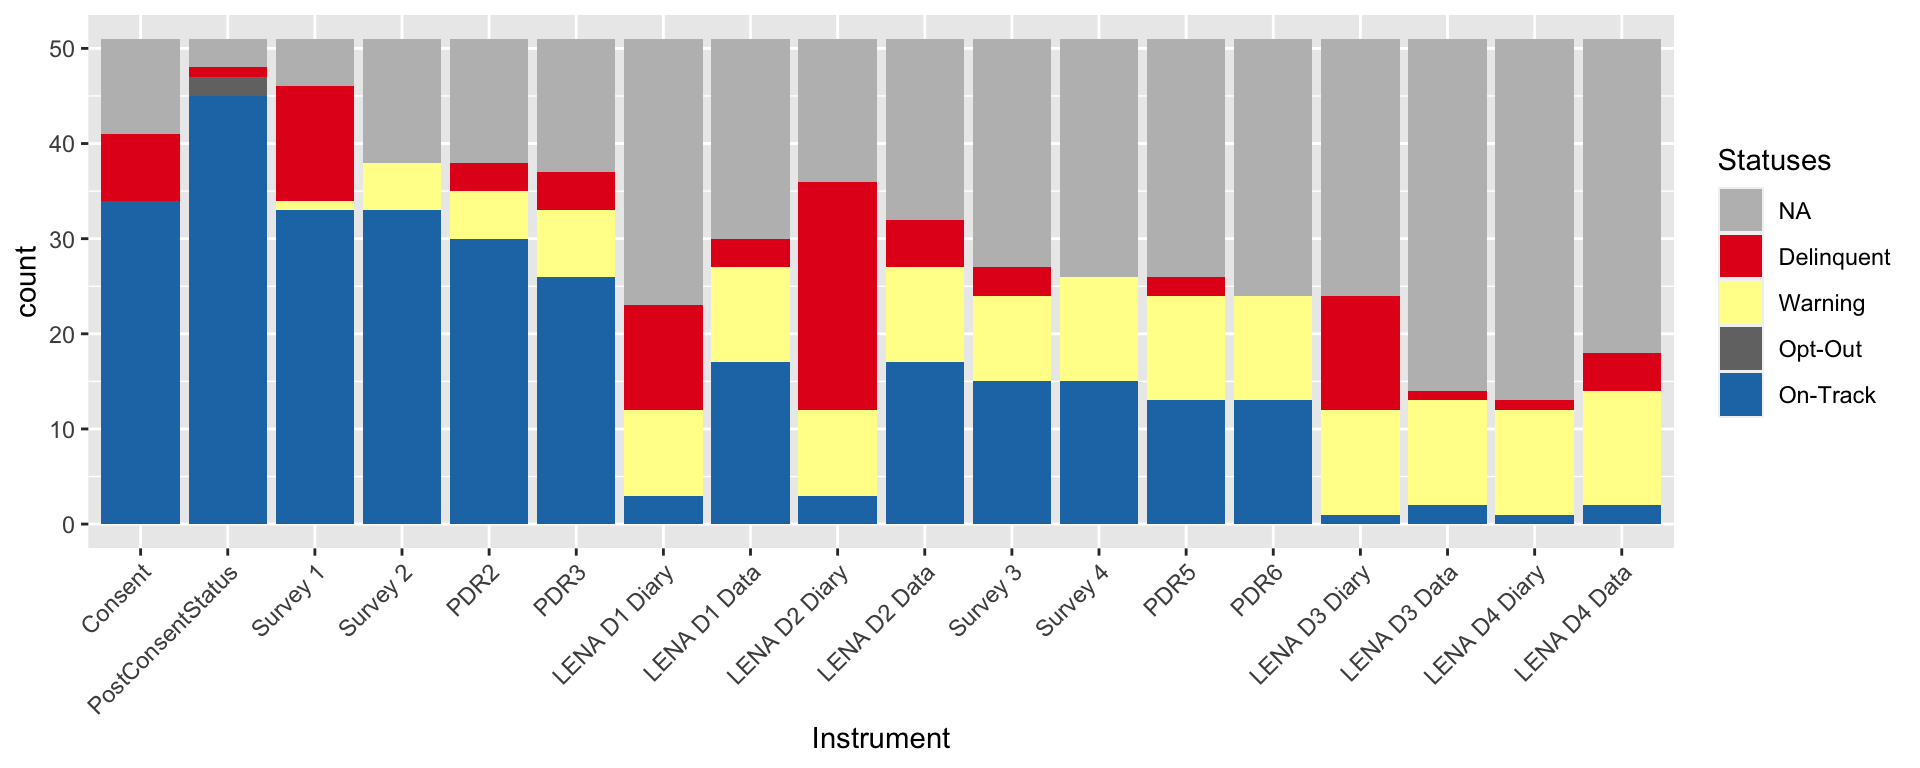 count
50
40
30
20
10
0
Consent
PostConsentStatus
Survey 1
Survey 2
PDR2
PDR3
LENA D1 Diary
LENA D1 Data
LENA D2 Diary
LENA D2 Data
Survey 3
Survey 4
PDR5
PDR6
LENA D3 Diary
LENA D3 Data
LENA D4 Diary
LENA D4 Data
Instrument
Statuses
NA
Delinquent
Warning
Opt-Out
On-Track